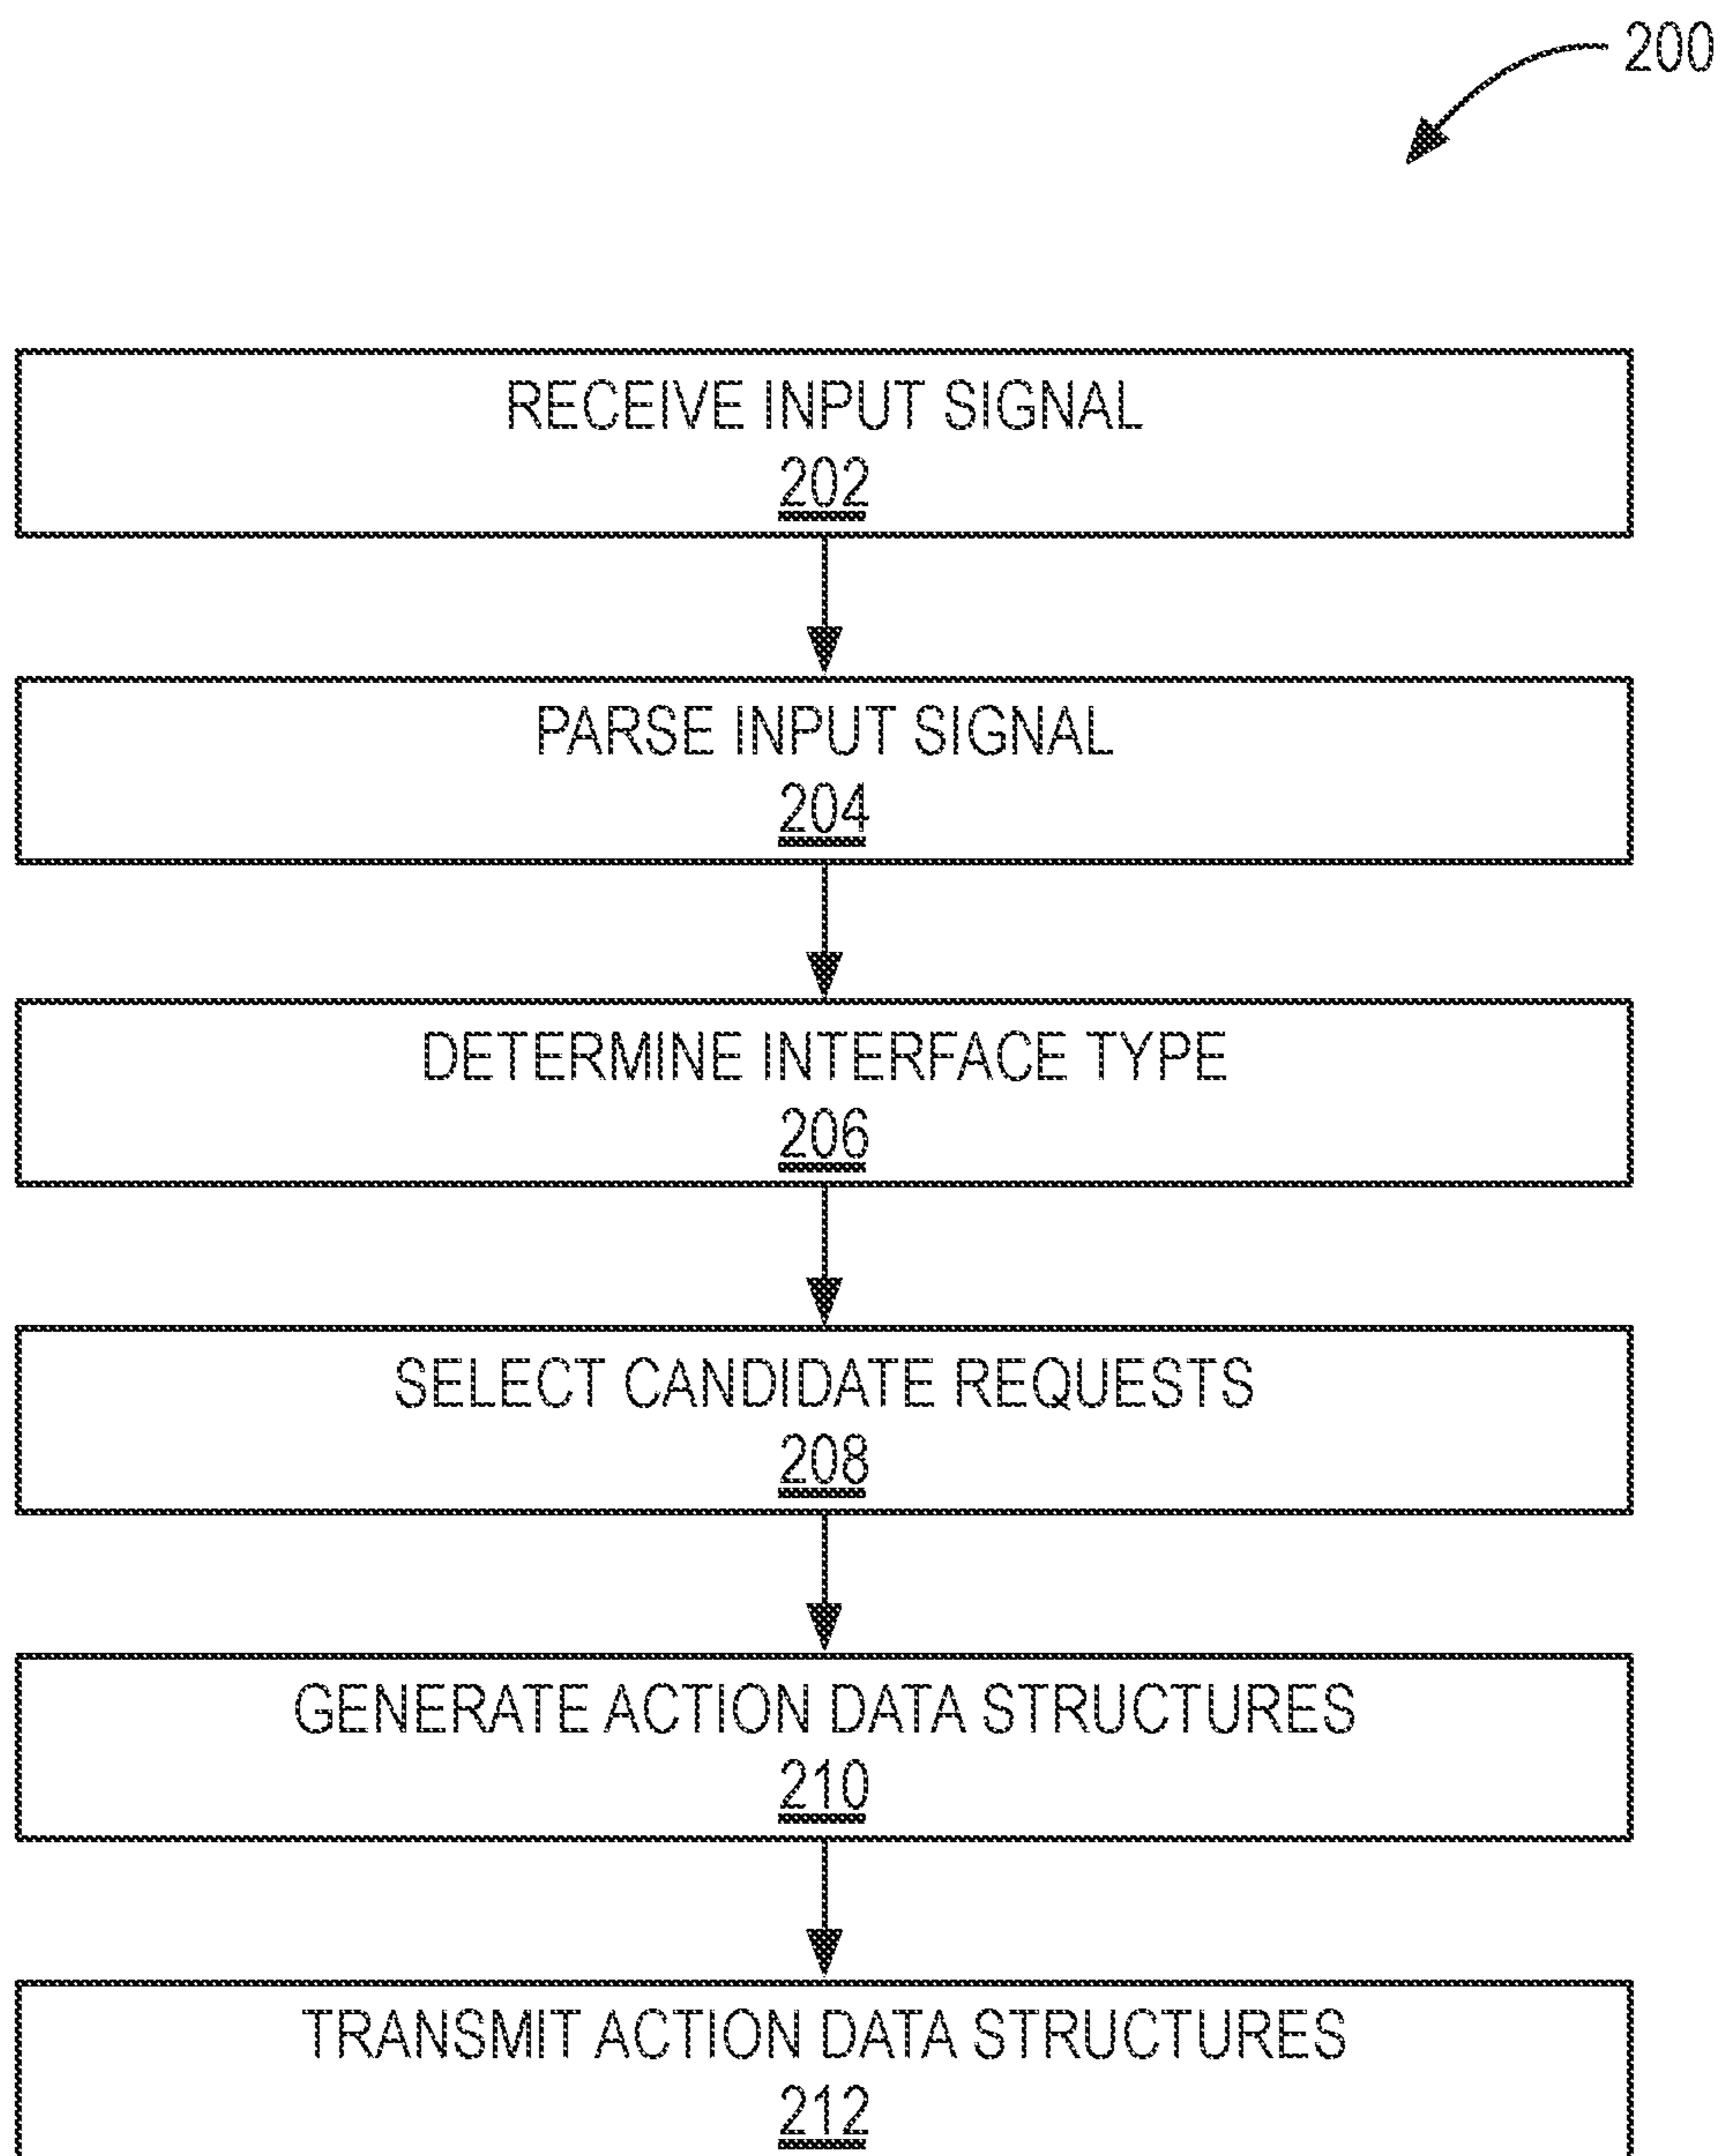 200
RECEIVE INPUT SIGNAL
202
PARSE INPUT SIGNAL
204
DETERMINE INTERFACE TYPE
206
SELECT CANDIDATE REQUESTS
208
GENERATE ACTION DATA STRUCTURES
210
TRANSMIT ACTION DATA STRUCTURES
212